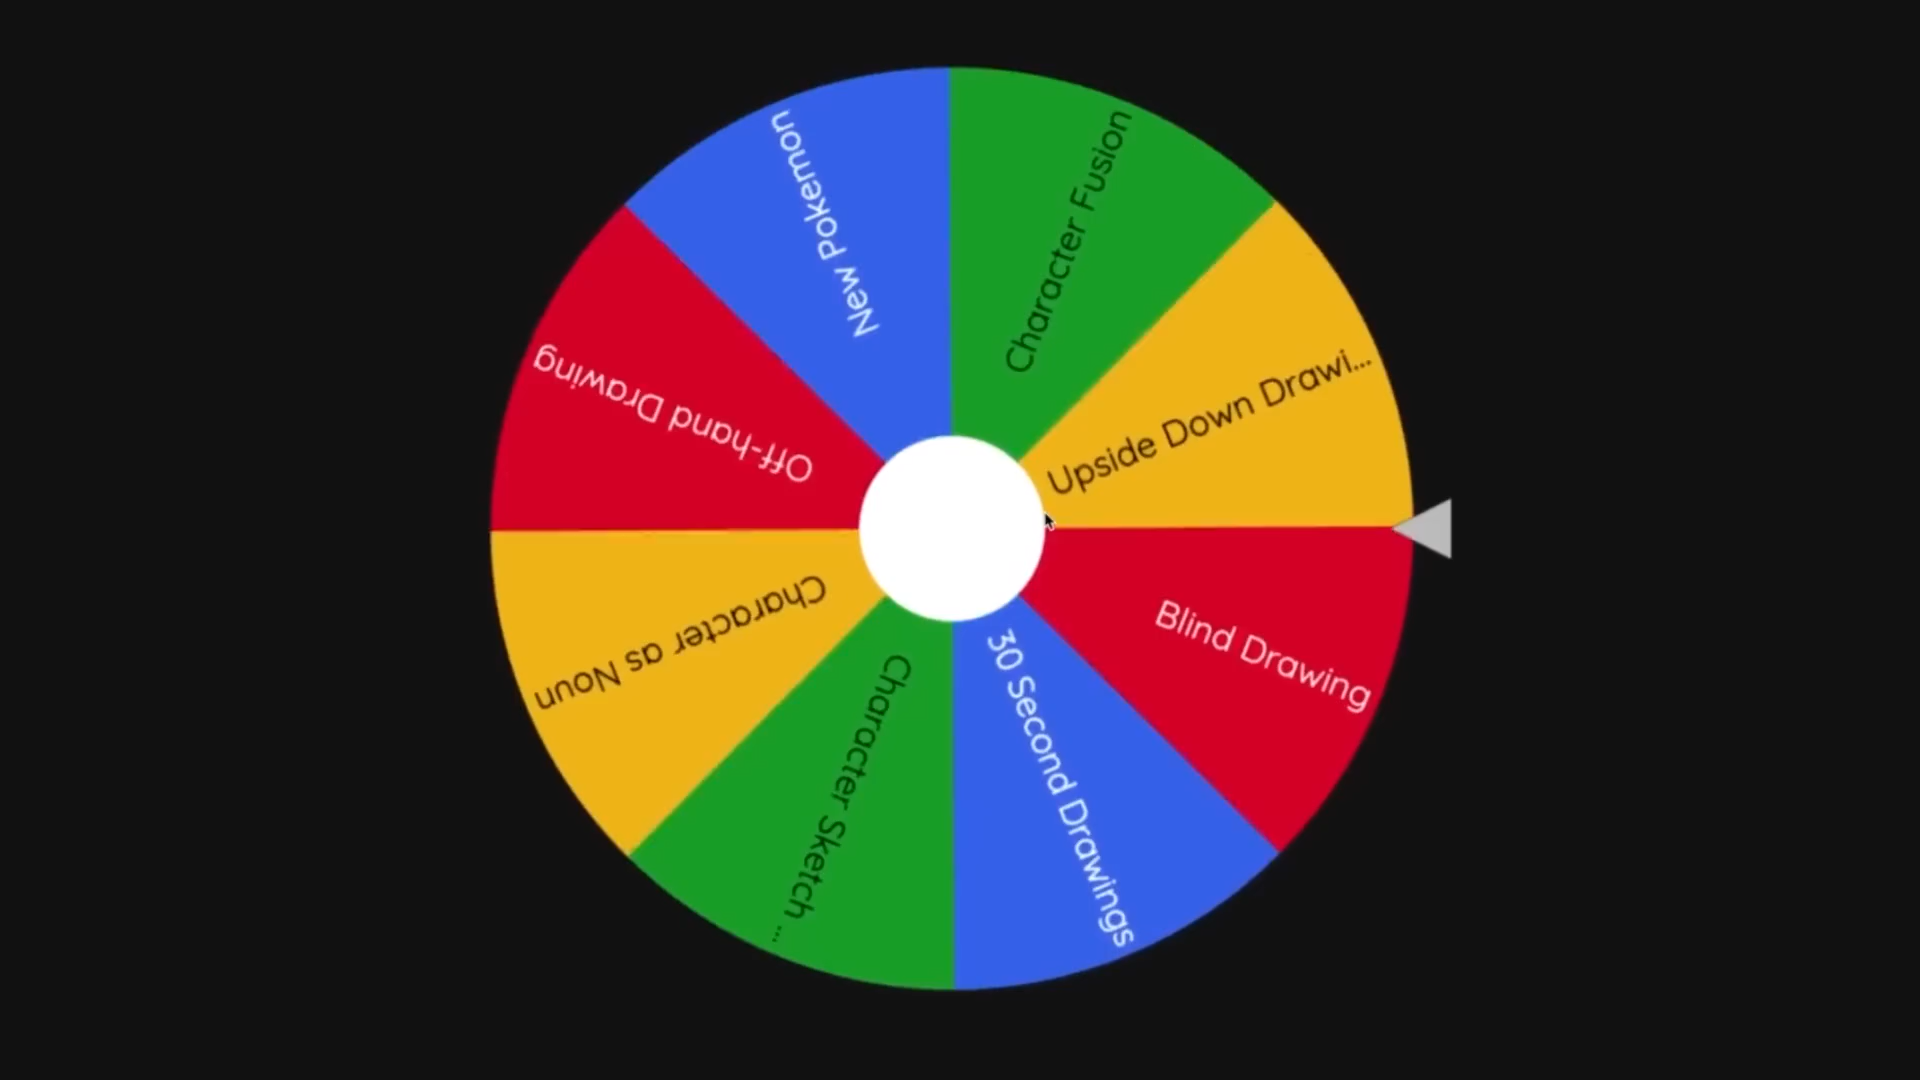 New Pokemon
Character Fusion
Upside Down Drawi...
Blind Drawing
30 Second Drawings
Character Sketch ...
Character as Noun
Off-hand Drawing